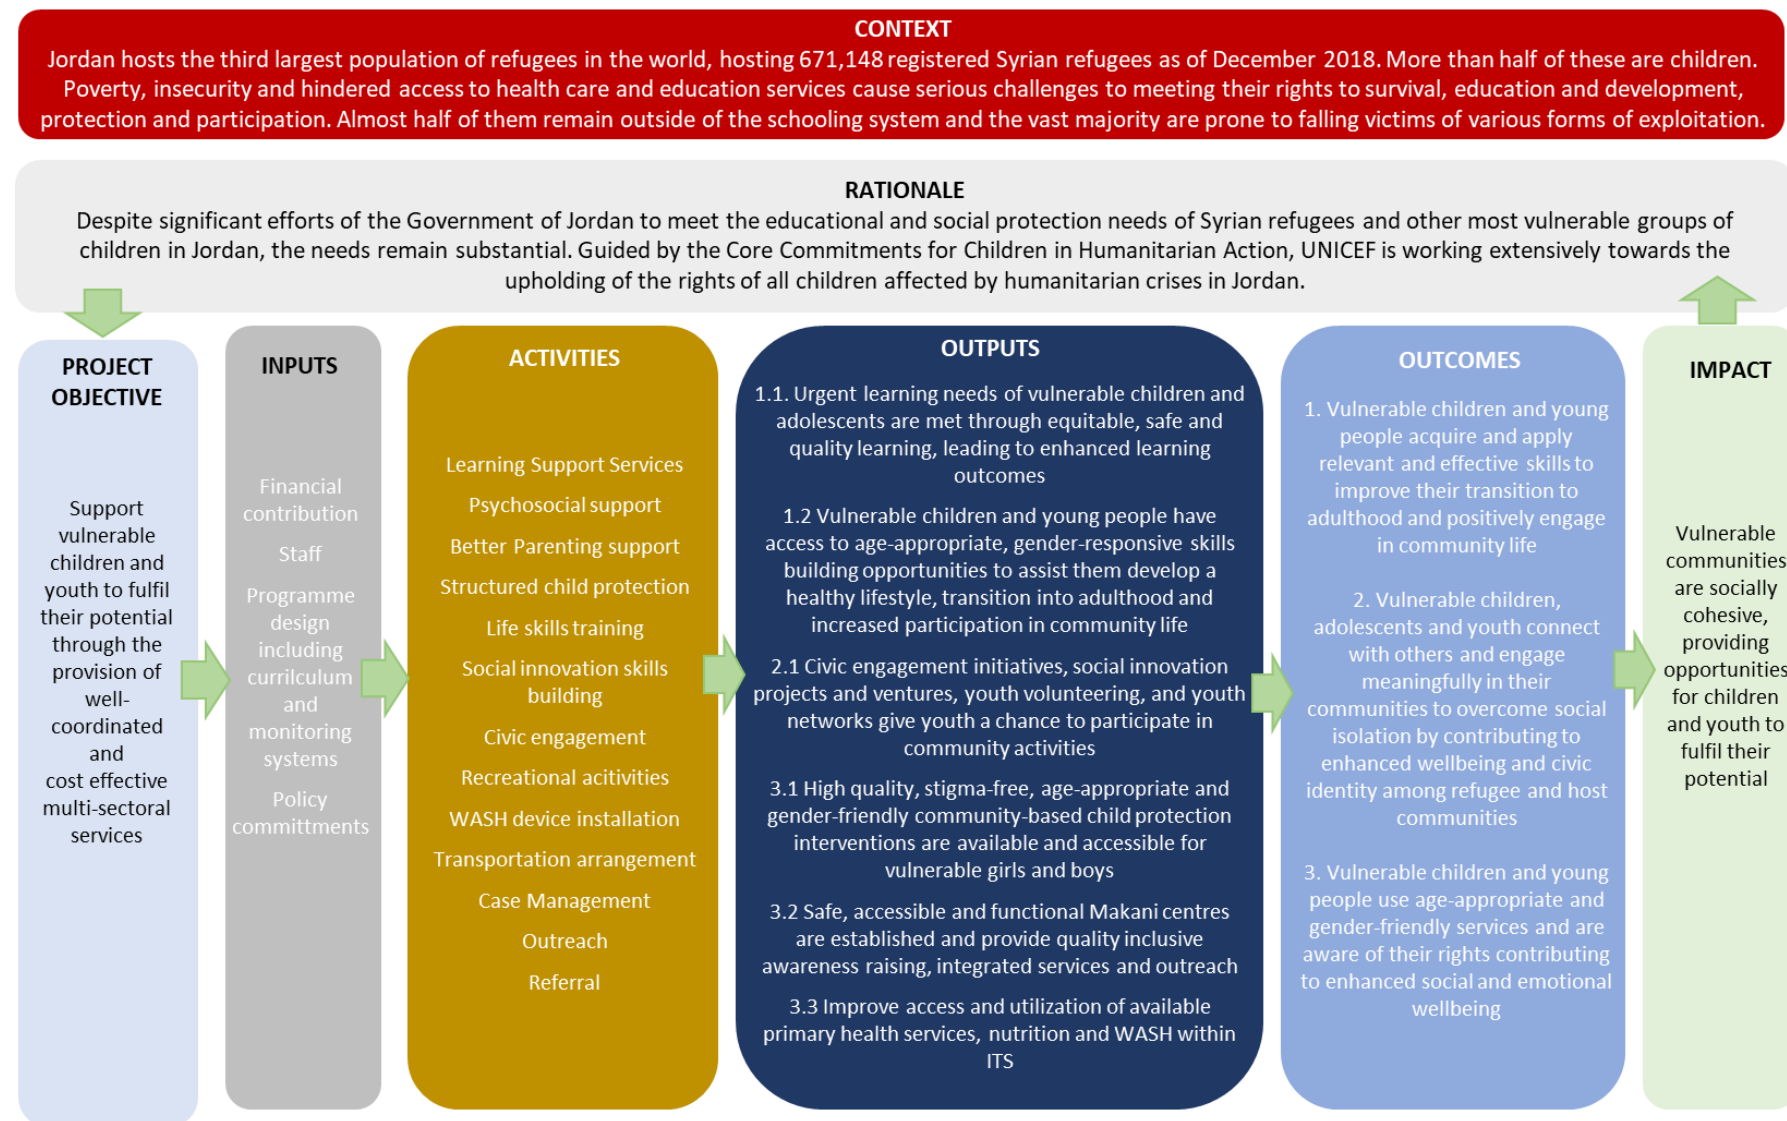 CONTEXT
Jordan hosts the third largest population of refugees in the world, hosting 671,148 registered Syrian refugees as of December 2018. More than half of these are children.
Poverty, insecurity and hindered access to health care and education services cause serious challenges to meeting their rights to survival, education and development,
protection and participation. Almost half of them remain outside of the schooling system and the vast majority are prone to falling victims of various forms of exploitation.
RATIONALE
Despite significant efforts of the Government of Jordan to meet the educational and social protection needs of Syrian refugees and other most vulnerable groups of
children in Jordan, the needs remain substantial. Guided by the Core Commitments for Children in Humanitarian Action, UNICEF is working extensively towards the
upholding of the rights of all children affected by humanitarian crises in Jordan.
PROJECT
OBJECTIVE
Support
vulnerable
children and
youth to fulfil
their potential
through the
provision of
well-
coordinated
and
cost effective
multi-sectoral
services
INPUTS
Financial
contribution
Staff
Programme
design
including
currilculum
and
monitoring
systems
Policy
committments
ACTIVITIES
Learning Support Services
Psychosocial support
Better Parenting support
Structured child protection
Life skills training
Social innovation skills
building
Civic engagement
Recreational acitivities
WASH device installation
Transportation arrangement
Case Management
Outreach
Referral
OUTPUTS
1.1. Urgent learning needs of vulnerable children and
adolescents are met through equitable, safe and
quality learning, leading to enhanced learning
outcomes
1.2 Vulnerable children and young people have
access to age-appropriate, gender-responsive skills
building opportunities to assist them develop a
healthy lifestyle, transition into adulthood and
increased participation in community life
2.1 Civic engagement initiatives, social innovation
projects and ventures, youth volunteering, and youth
networks give youth a chance to participate in
community activities
3.1 High quality, stigma-free, age-appropriate and
gender-friendly community-based child protection
interventions are available and accessible for
vulnerable girls and boys
3.2 Safe, accessible and functional Makani centres
are established and provide quality inclusive
awareness raising, integrated services and outreach
3.3 Improve access and utilization of available
primary health services, nutrition and WASH within
ITS
OUTCOMES
1. Vulnerable children and young
people acquire and apply
relevant and effective skills to
improve their transition to
adulthood and positively engage
in community life
2. Vulnerable children,
adolescents and youth connect
with others and engage
meaningfully in their
communities to overcome social
isolation by contributing to
enhanced wellbeing and civic
identity among refugee and host
communities
3. Vulnerable children and young
people use age-appropriate and
gender-friendly services and are
aware of their rights contributing
to enhanced social and emotional
wellbeing
IMPACT
Vulnerable
communities
are socially
cohesive,
providing
opportunities
for children
and youth to
fulfil their
potential